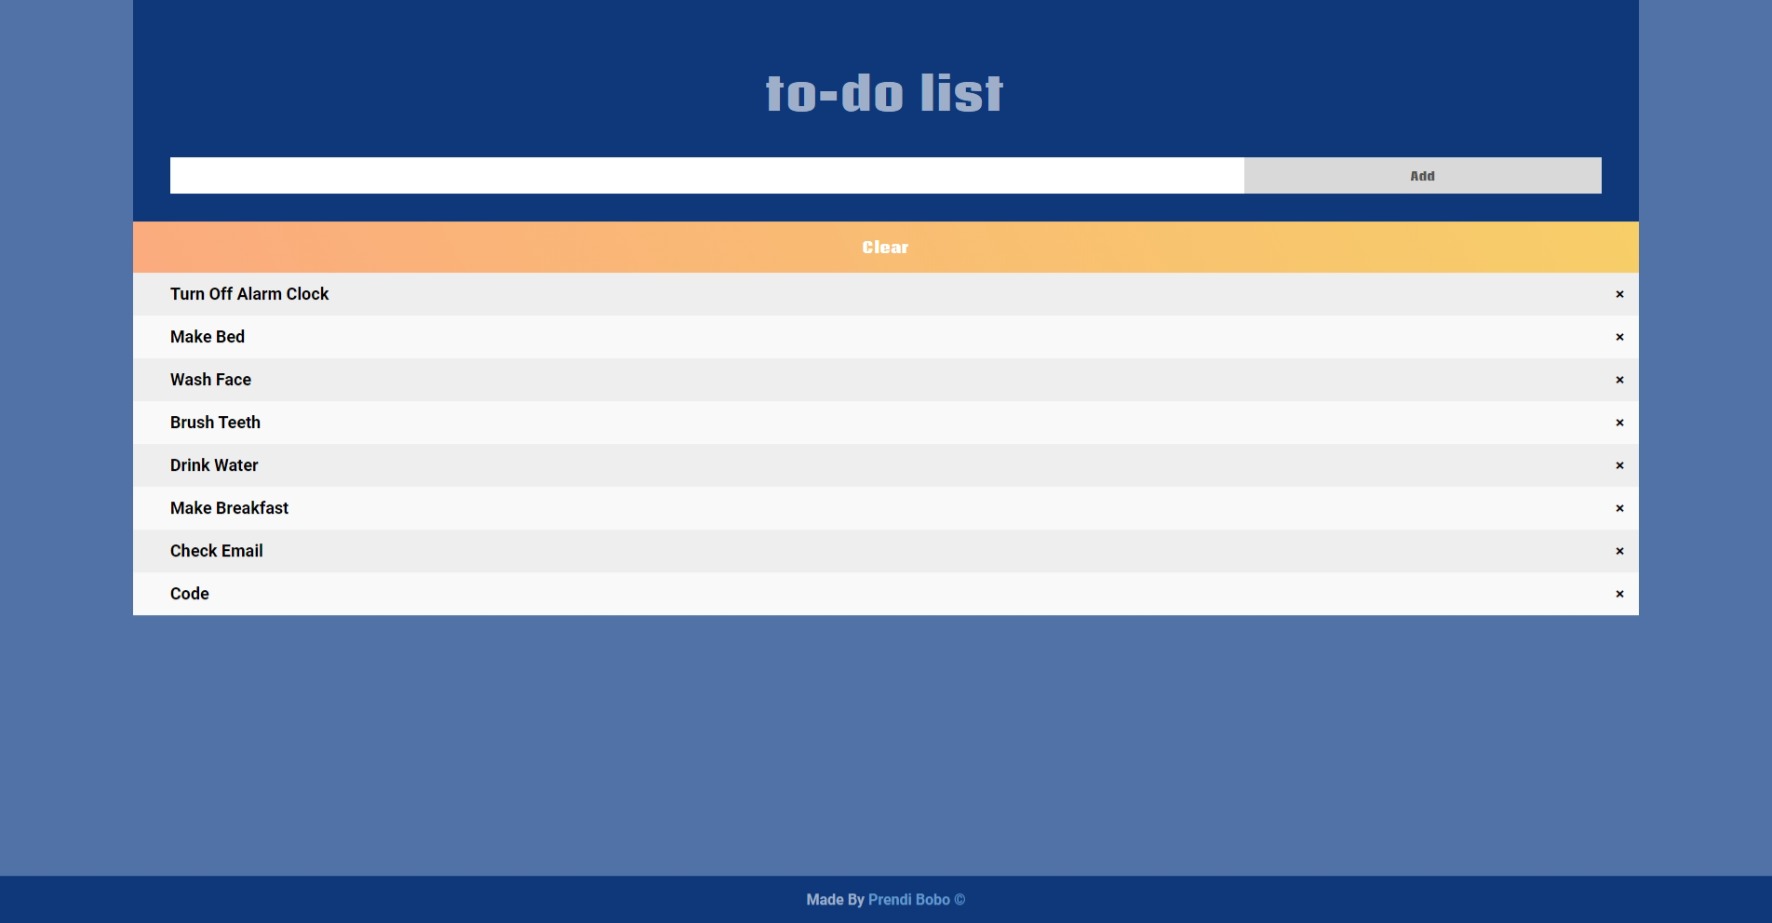 to-do list
Add
Clear
Turn Off Alarm Clock ×
Make Bed ×
Wash Face ×
Brush Teeth ×
Drink Water ×
Make Breakfast ×
Check Email ×
Code ×
Made By Prendi Bobo ©